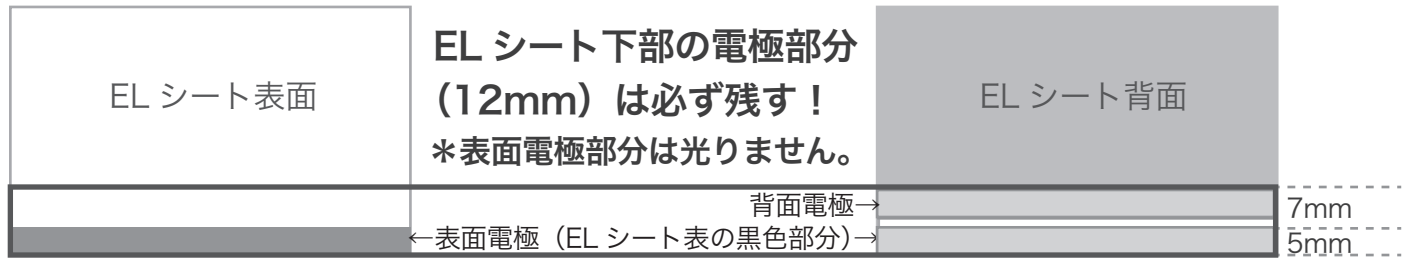 EL シート表面
EL シート下部の電極部分
（12mm）は必ず残す！
＊表面電極部分は光りません。
EL シート背面
背面電極→
7mm
←表面電極（EL シート表の黒色部分）→
5mm